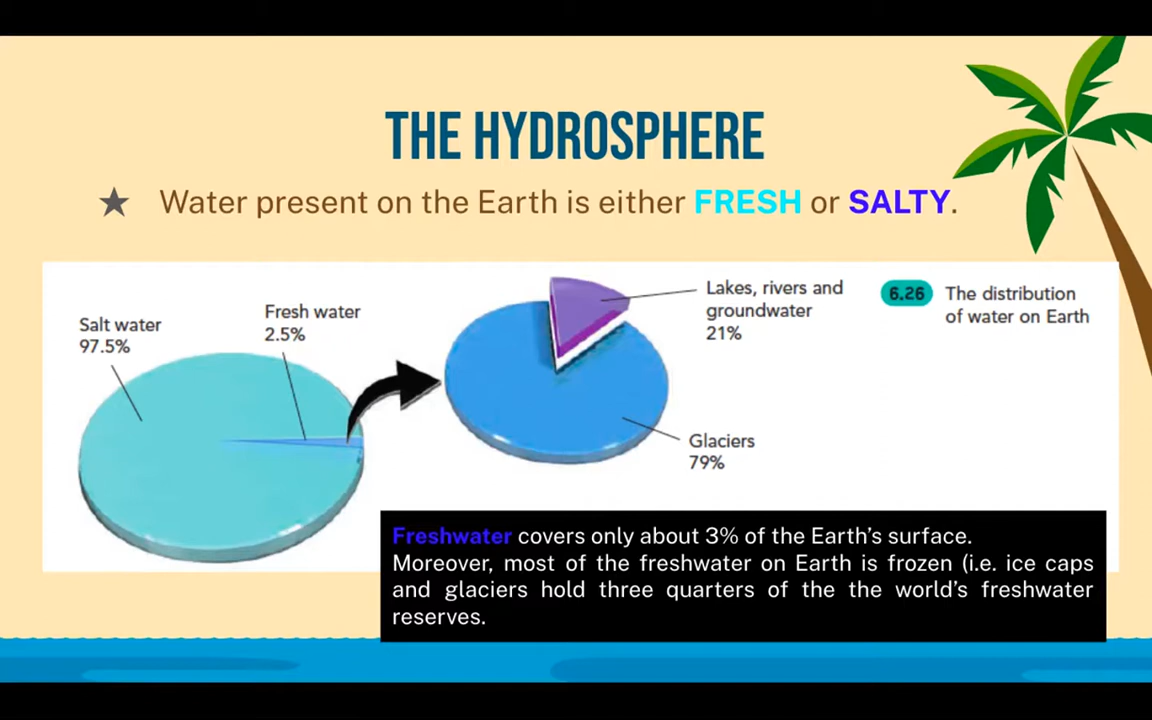 THE HYDROSPHERE
★ Water present on the Earth is either FRESH or SALTY.
Salt water
97.5%
Fresh water
2.5%
Lakes, rivers and
groundwater
21%
Glaciers
79%
6.26 The distribution
of water on Earth
Freshwater covers only about 3% of the Earth's surface.
Moreover, most of the freshwater on Earth is frozen (i.e. ice caps
and glaciers hold three quarters of the the world's freshwater
reserves.